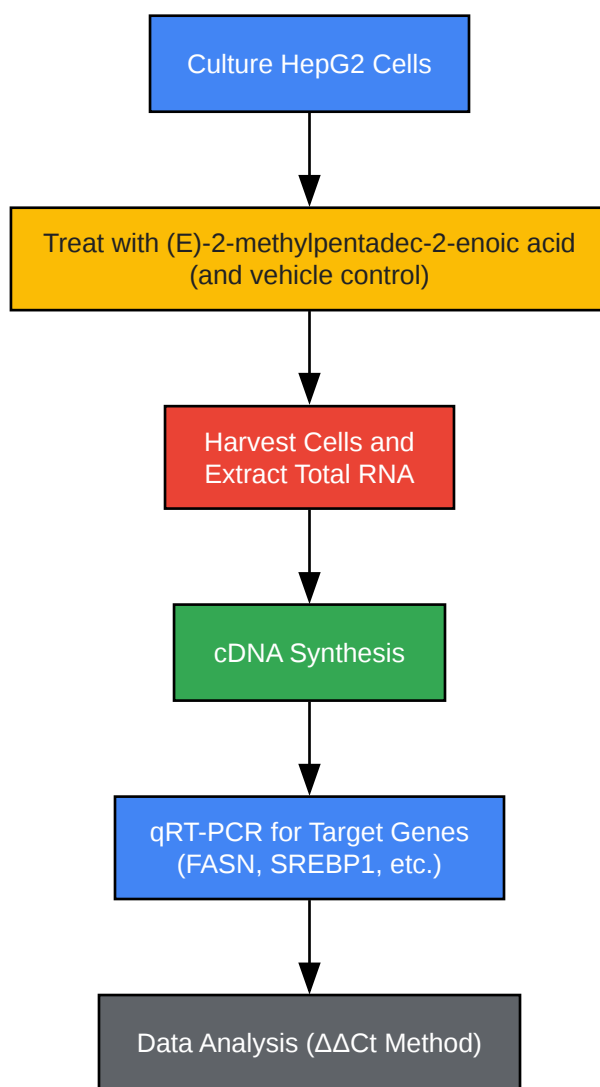 Culture HepG2 Cells
Treat with (E)-2-methylpentadec-2-enoic acid
(and vehicle control)
Harvest Cells and
Extract Total RNA
cDNA Synthesis
qRT-PCR for Target Genes
(FASN, SREBP1, etc.)
Data Analysis (ΔΔCt Method)